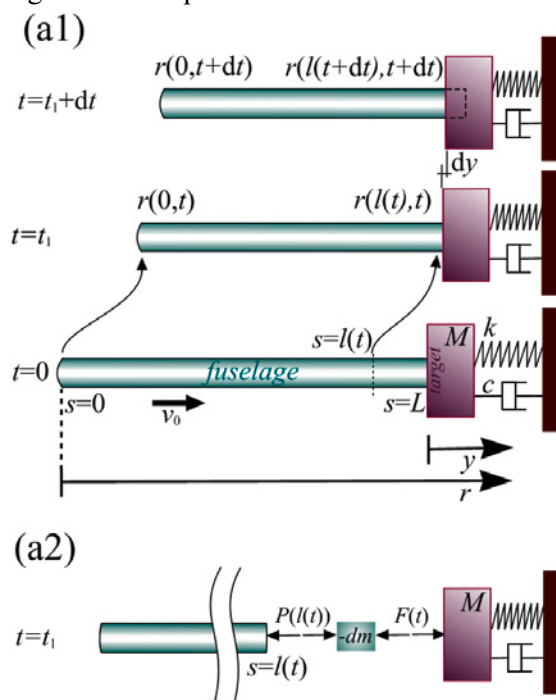 (a1)
r(0,t+dt) r(l(t+dt),t+dt)
t=t₁+dt
dy
r(0,t) r(l(t),t)
t=t₁
s=l(t) M k
t=0 fuselage target
s=0 s=L c
v₀
y
r
(a2)
P(l(t)) F(t) M
t=t₁ -dm
s=l(t)